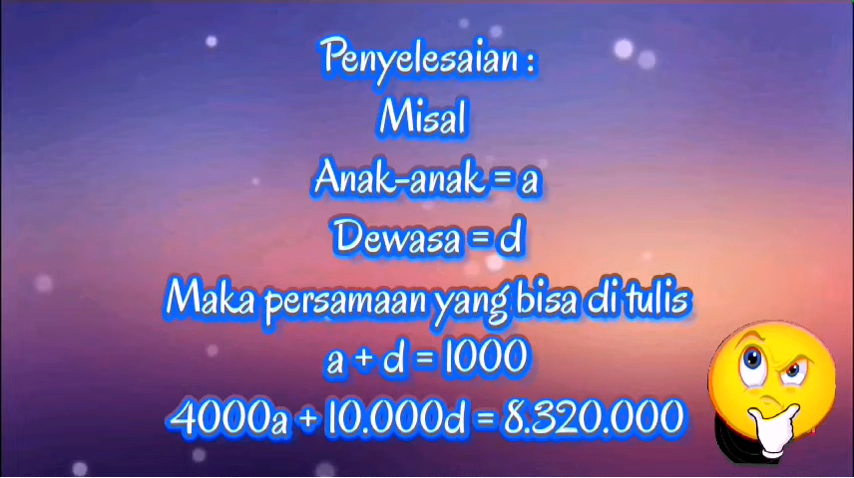 Penyelesaian :
Misal
Anak-anak = a
Dewasa = d
Maka persamaan yang bisa di tulis
a + d = 1000
4000a + 10.000d = 8.320.000